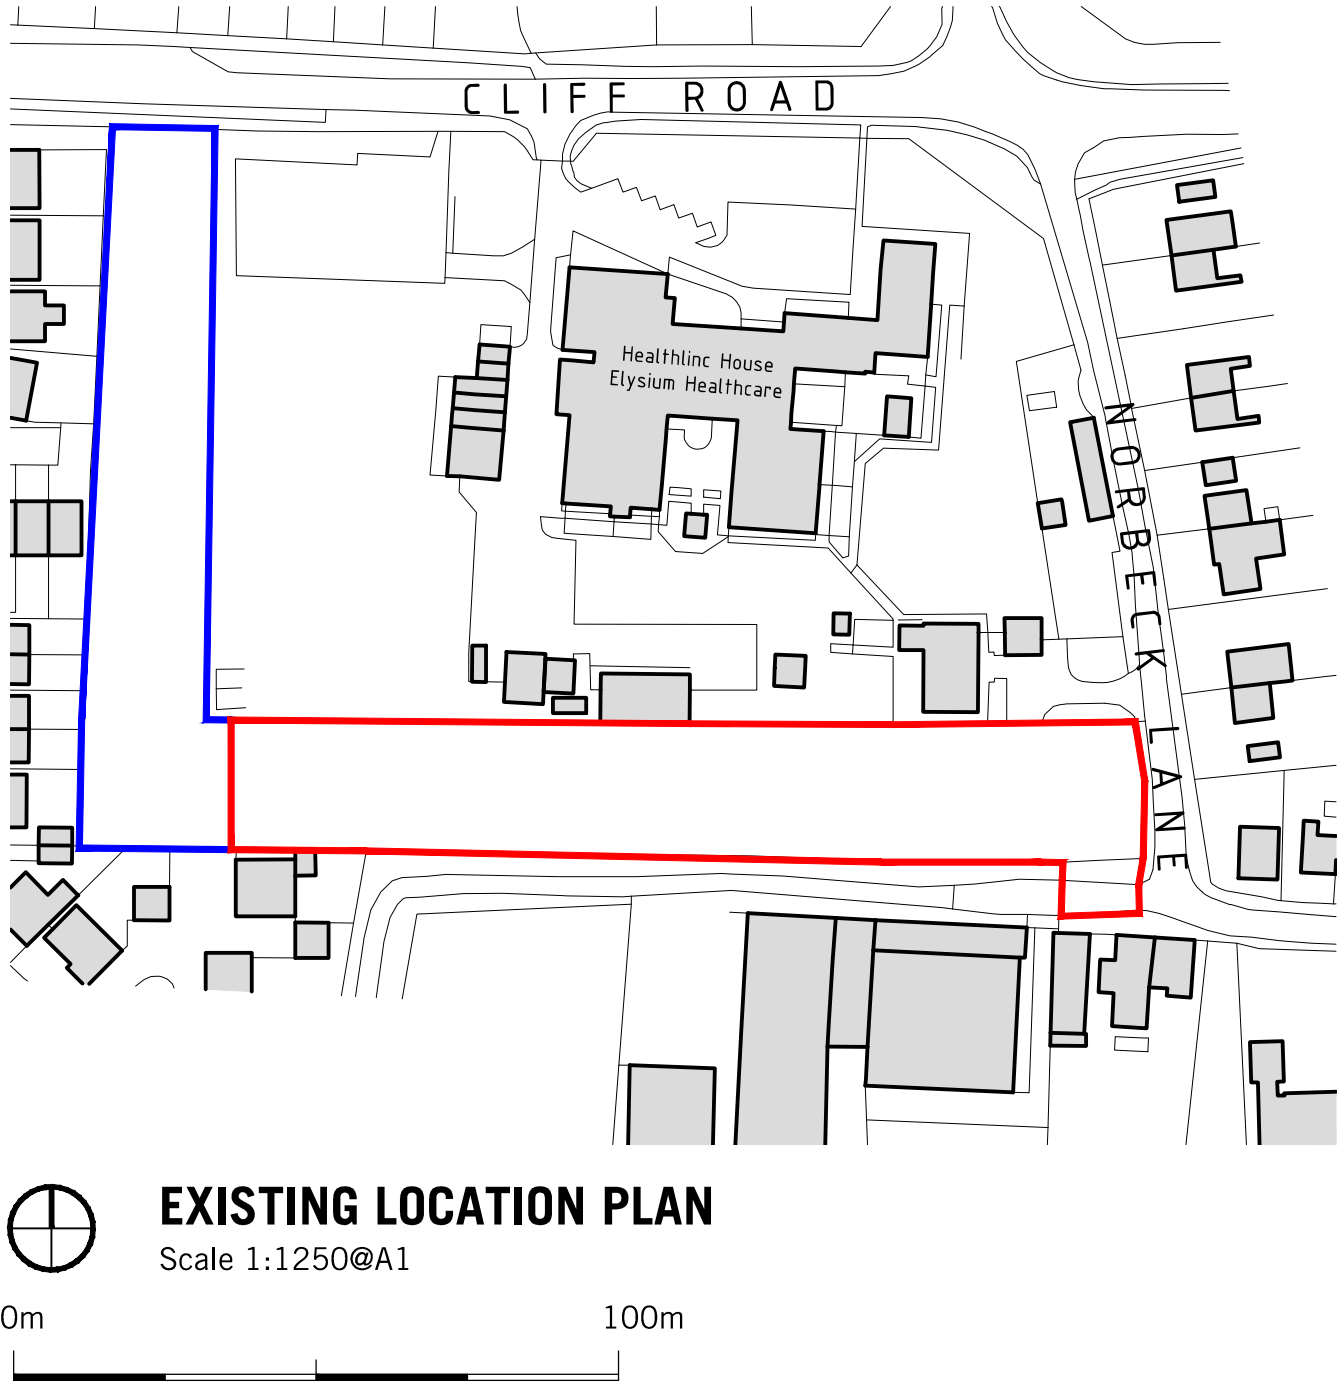 CLIFF ROAD
Healthlinc House
Elysium Healthcare
NORBECK LANE
EXISTING LOCATION PLAN
Scale 1:1250@A1
0m 100m